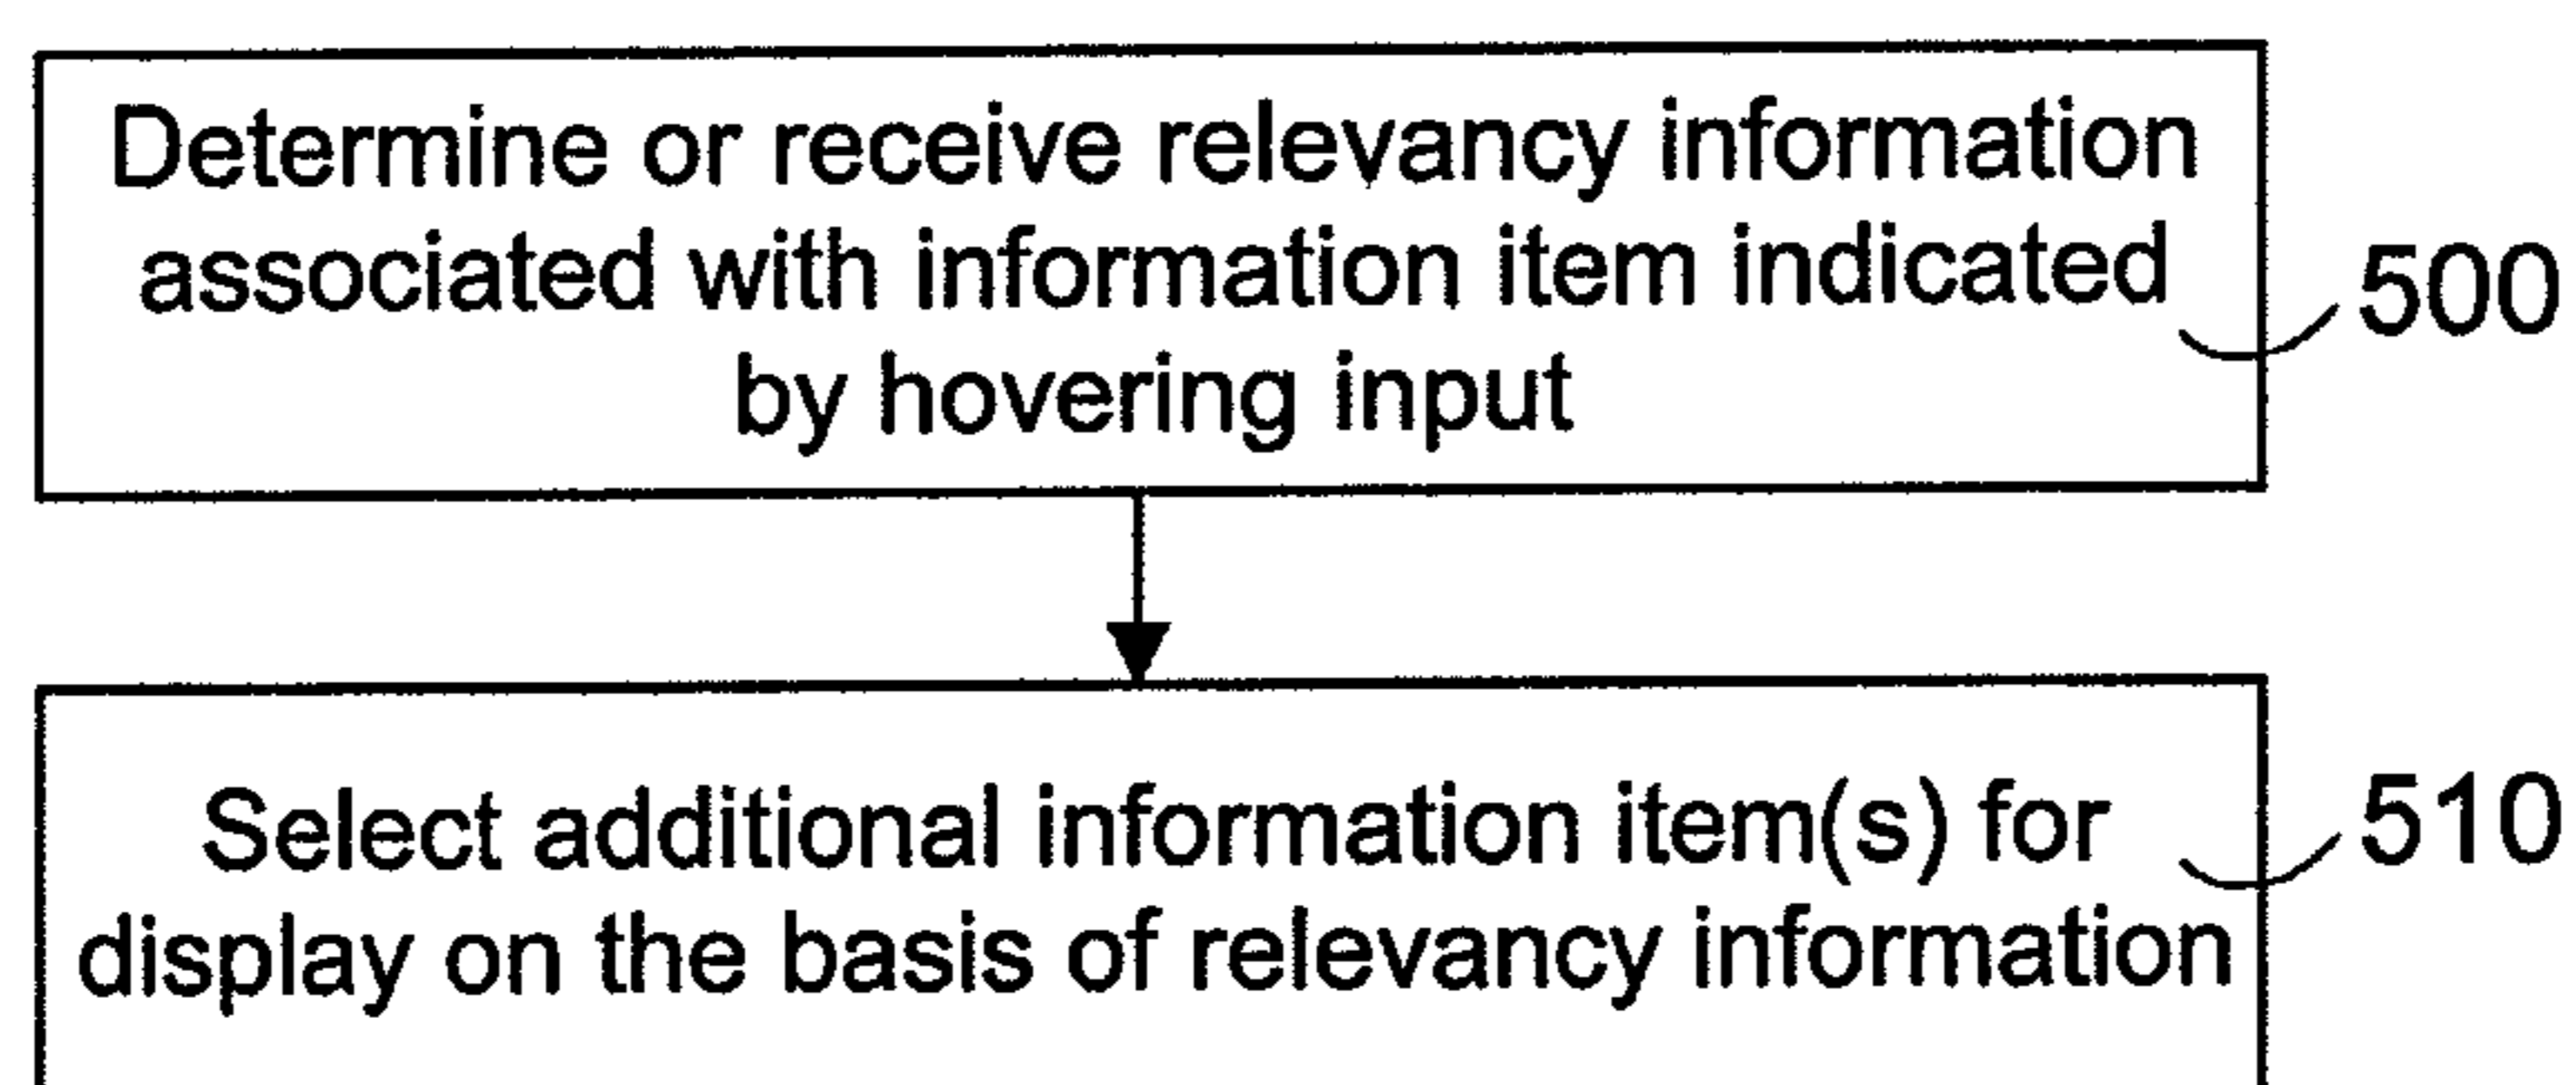 Determine or receive relevancy information
associated with information item indicated
by hovering input
500
Select additional information item(s) for
display on the basis of relevancy information
510